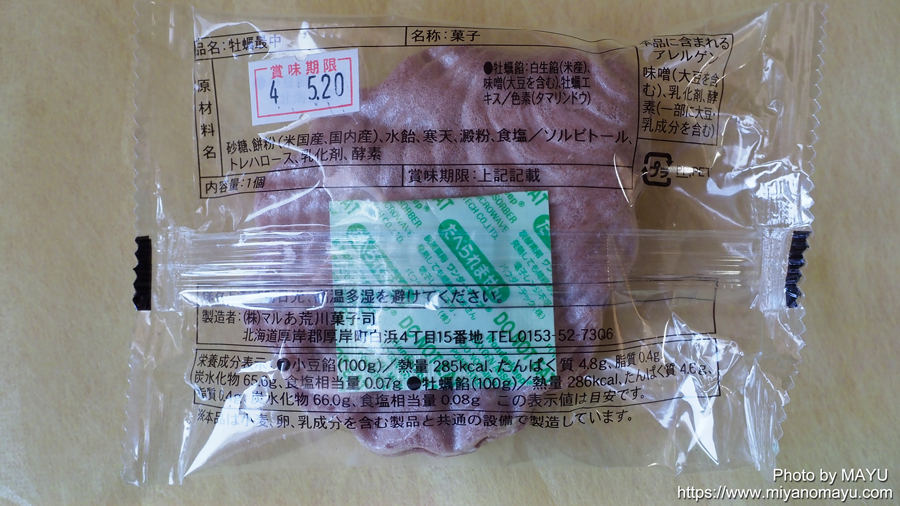 品名：牡蠣最中
名称：菓子
原材料名
賞味期限
4 5.20
●牡蠣餡：白生餡(米産)、
味噌(大豆を含む)、牡蠣エ
キス／色素(タマリンドウ)
砂糖、餅粉(米国産、国内産)、水飴、寒天、澱粉、食塩／ソルビトール、
トレハロース、乳化剤、酵素
内容量：1個
賞味期限：上記記載
本品に含まれる
アレルゲン
味噌(大豆を含
む)、乳化剤、酵
素(一部に大豆・
乳成分を含む)
プラ
たべられません
温多湿を避けてください。
製造者：(株)マルあ荒川菓子司
北海道厚岸郡厚岸町白浜4丁目15番地 TEL 0153-52-7306
栄養成分表示 ●小豆餡(100g)／熱量 285kcal、たんぱく質 4.8g、脂質 0.4g、
炭水化物 65.6g、食塩相当量 0.07g ●牡蠣餡(100g)／熱量 286kcal、たんぱく質 4.6g、
脂質 0.4g、炭水化物 66.0g、食塩相当量 0.08g この表示値は目安です。
※本品は小麦、卵、乳成分を含む製品と共通の設備で製造しています。
Photo by MAYU
https://www.miyanomayu.com/